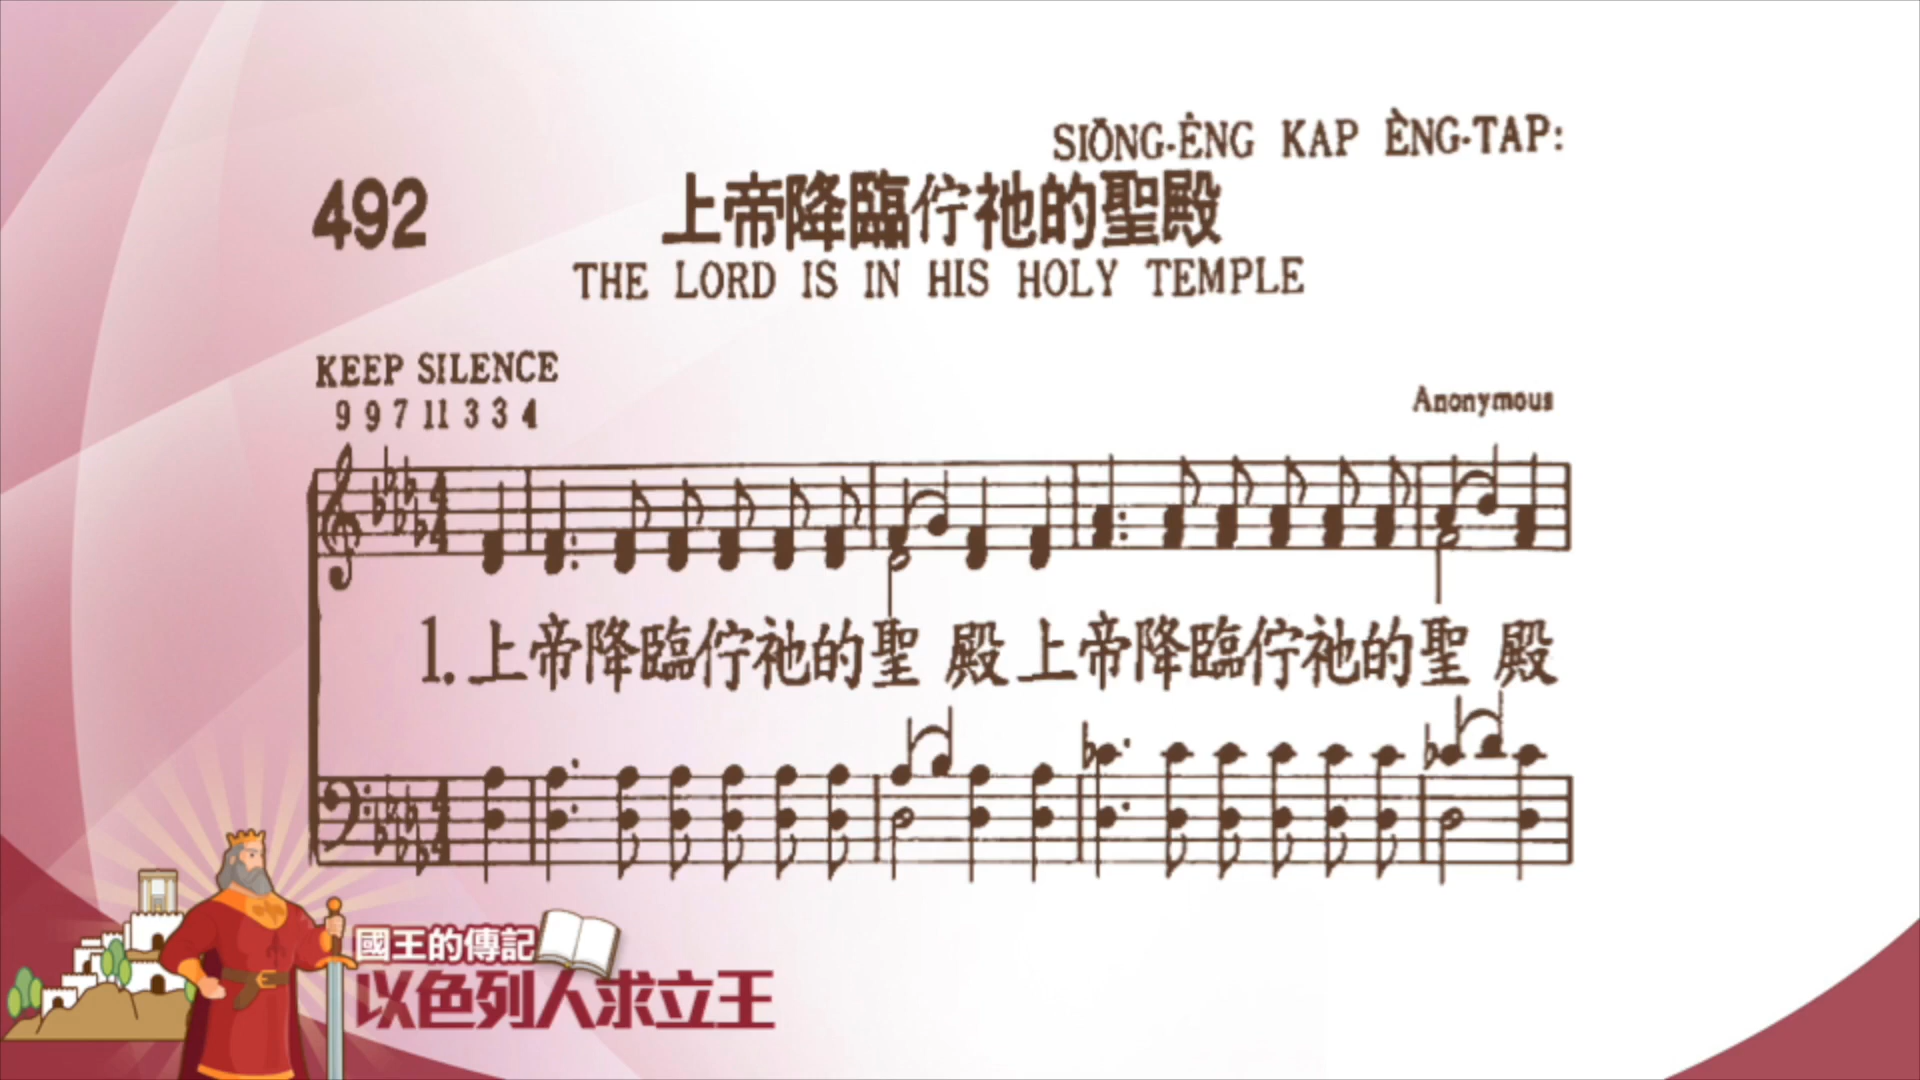 SIŌNG-ÈNG KAP ÈNG-TAP:
492
上帝降臨佇祂的聖殿
THE LORD IS IN HIS HOLY TEMPLE
KEEP SILENCE
9 9 7 11 3 3 4
Anonymous
1. 上帝降臨佇祂的聖殿上帝降臨佇祂的聖殿
國王的傳記
以色列人求立王